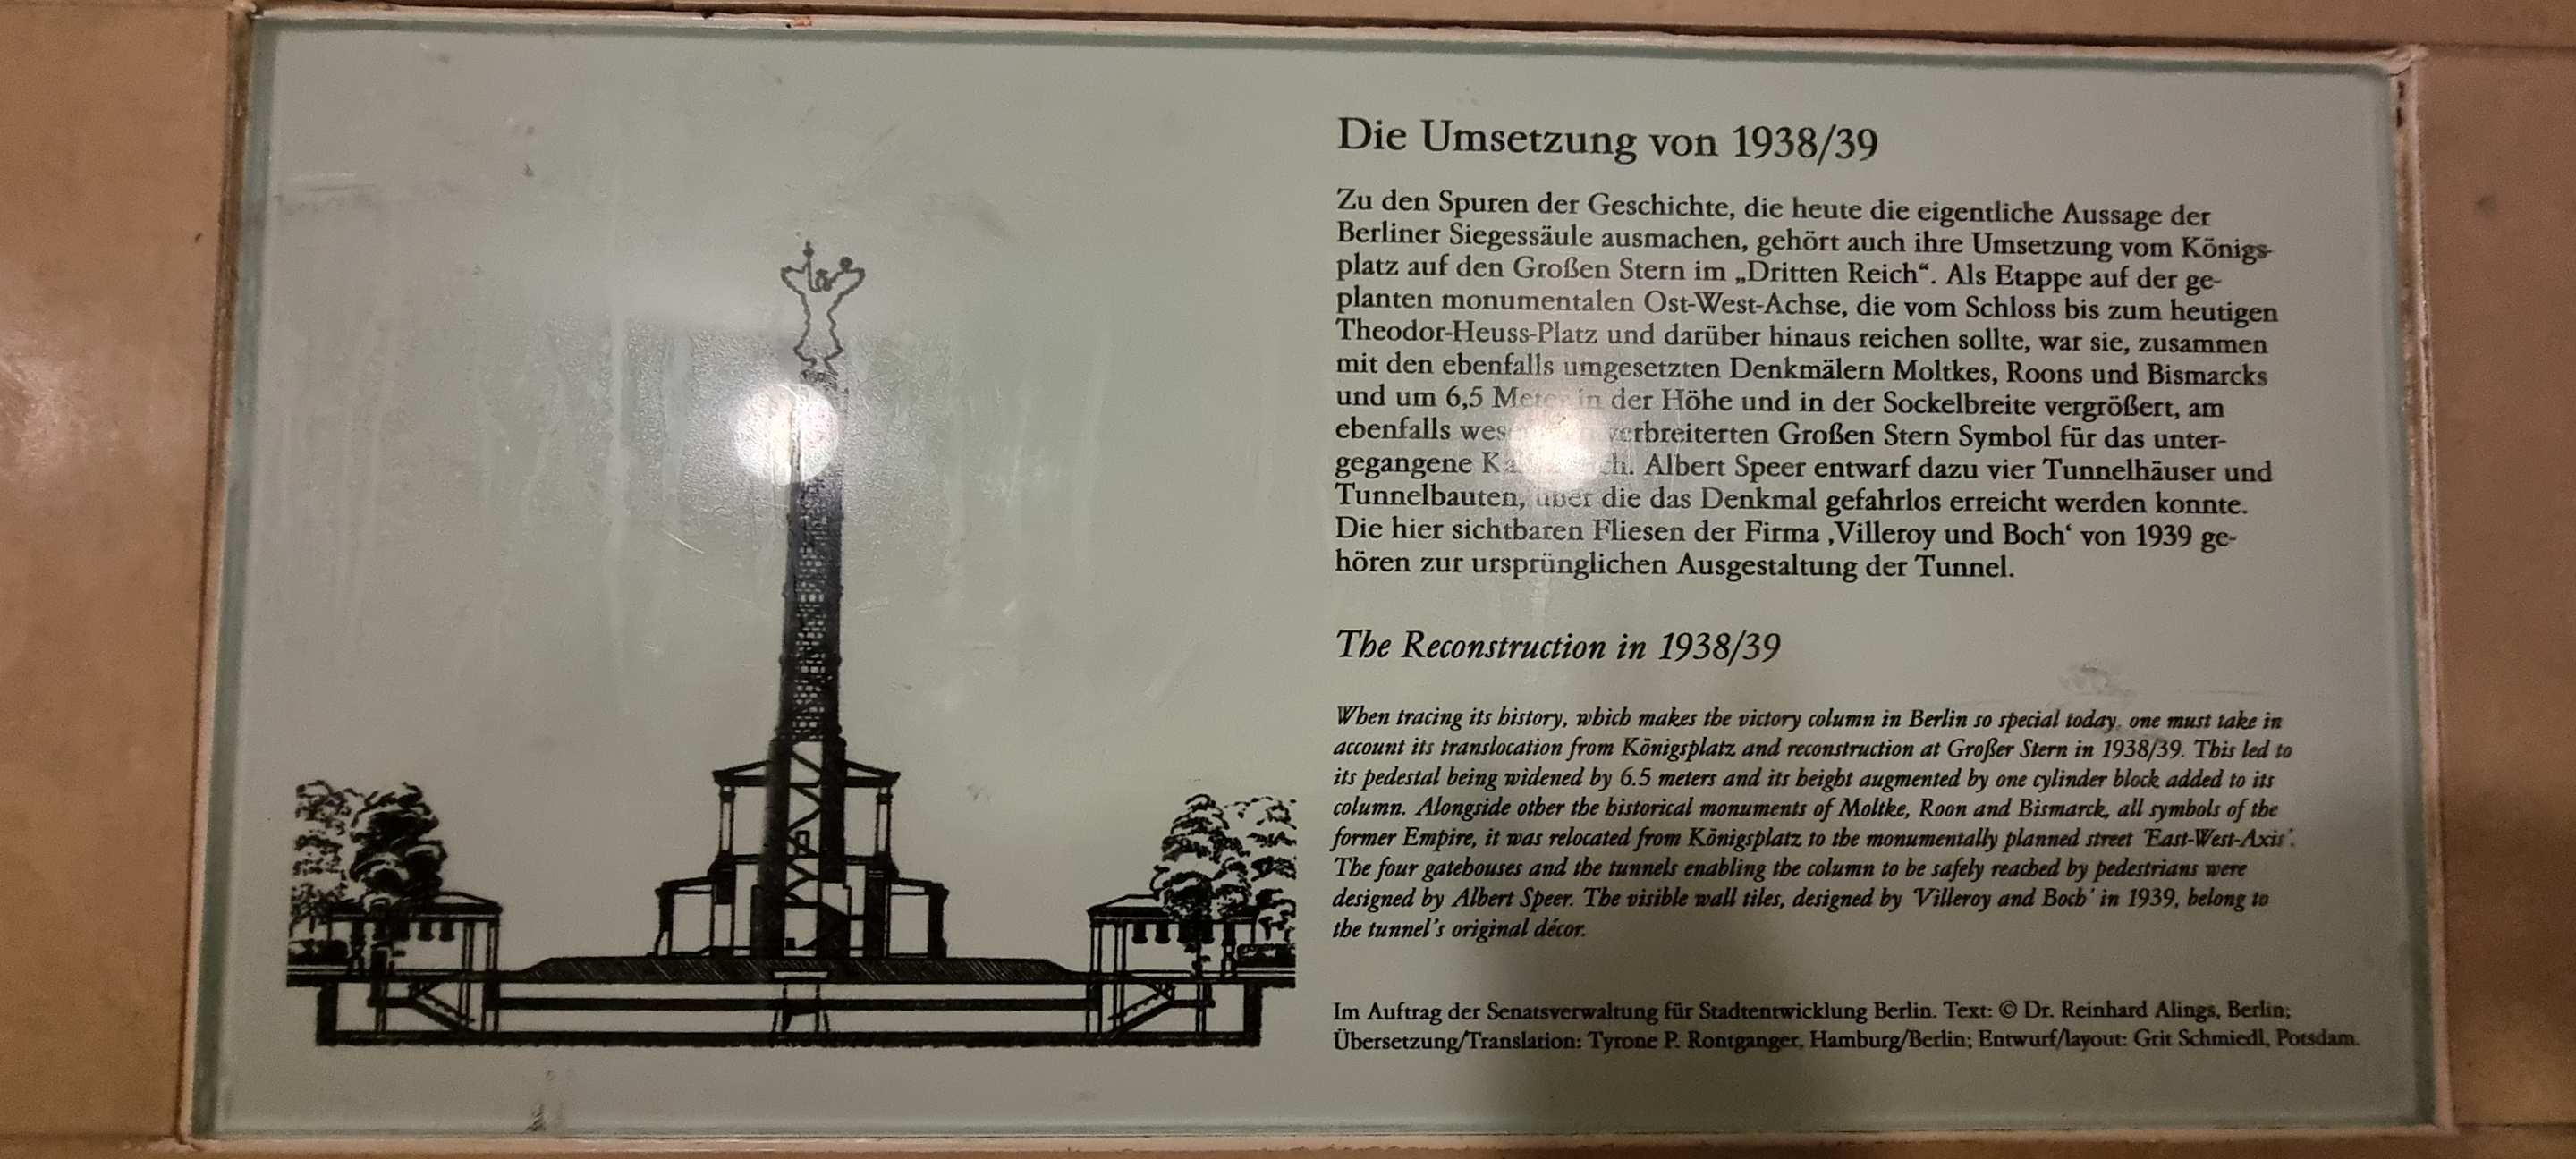 Die Umsetzung von 1938/39
Zu den Spuren der Geschichte, die heute die eigentliche Aussage der
Berliner Siegessäule ausmachen, gehört auch ihre Umsetzung vom Königs-
platz auf den Großen Stern im „Dritten Reich“. Als Etappe auf der ge-
planten monumentalen Ost-West-Achse, die vom Schloss bis zum heutigen
Theodor-Heuss-Platz und darüber hinaus reichen sollte, war sie, zusammen
mit den ebenfalls umgesetzten Denkmälern Moltkes, Roons und Bismarcks
und um 6,5 Meter in der Höhe und in der Sockelbreite vergrößert, am
ebenfalls verbreiterten Großen Stern Symbol für das unter-
gegangene Albert Speer entwarf dazu vier Tunnelhäuser und
Tunnelbauten, über die das Denkmal gefahrlos erreicht werden konnte.
Die hier sichtbaren Fliesen der Firma ‚Villeroy und Boch‘ von 1939 ge-
hören zur ursprünglichen Ausgestaltung der Tunnel.
The Reconstruction in 1938/39
When tracing its history, which makes the victory column in Berlin so special today, one must take in
account its translocation from Königsplatz and reconstruction at Großer Stern in 1938/39. This led to
its pedestal being widened by 6.5 meters and its height augmented by one cylinder block added to its
column. Alongside other the historical monuments of Moltke, Roon and Bismarck, all symbols of the
former Empire, it was relocated from Königsplatz to the monumentally planned street 'East-West-Axis'.
The four gatehouses and the tunnels enabling the column to be safely reached by pedestrians were
designed by Albert Speer. The visible wall tiles, designed by 'Villeroy and Boch' in 1939, belong to
the tunnel's original décor.
Im Auftrag der Senatsverwaltung für Stadtentwicklung Berlin. Text: © Dr. Reinhard Alings, Berlin;
Übersetzung/Translation: Tyrone P. Rontganger, Hamburg/Berlin; Entwurf/layout: Grit Schmiedl, Potsdam.